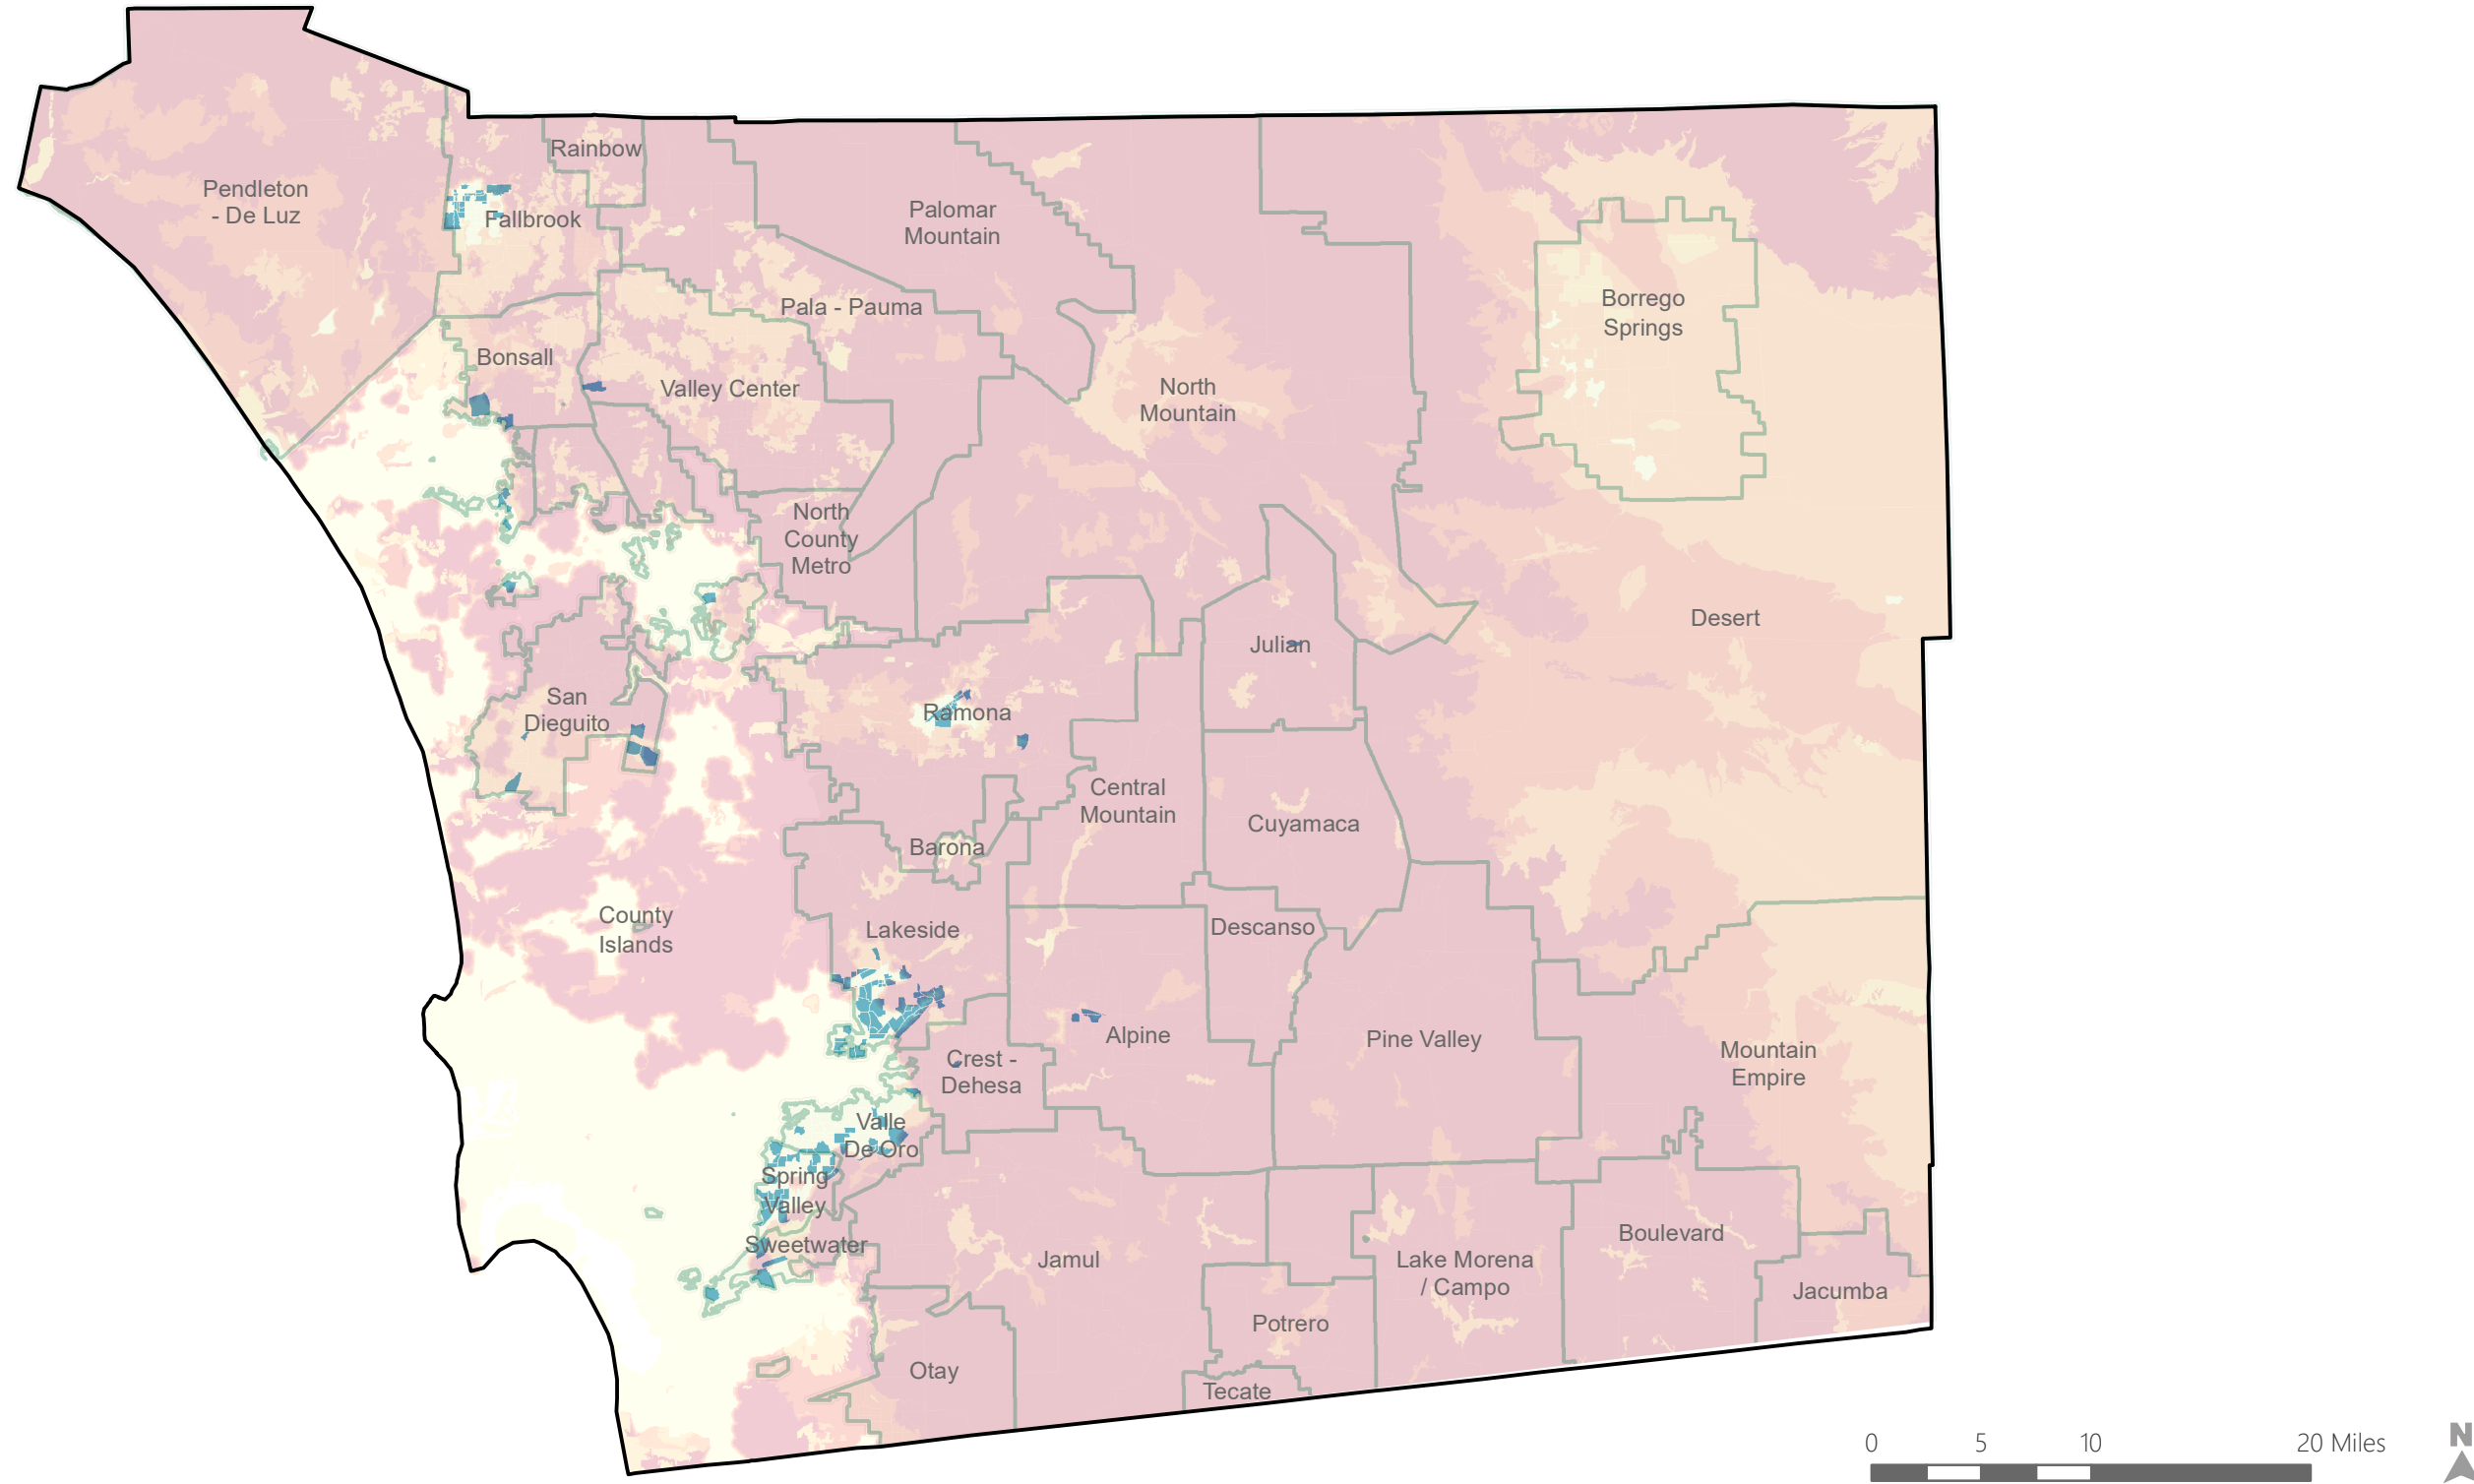 Rainbow
Pendleton
- De Luz
Fallbrook
Palomar
Mountain
Pala - Pauma
Borrego
Springs
Bonsall
Valley Center
North
Mountain
North
County
Metro
Desert
Julian
San
Dieguito
Ramona
Central
Mountain
Cuyamaca
Barona
County
Islands
Lakeside
Descanso
Alpine
Pine Valley
Crest -
Dehesa
Mountain
Empire
Valle
De Oro
Spring
Valley
Sweetwater
Jamul
Lake Morena
/ Campo
Boulevard
Jacumba
Potrero
Otay
Tecate
0 5 10 20 Miles
N